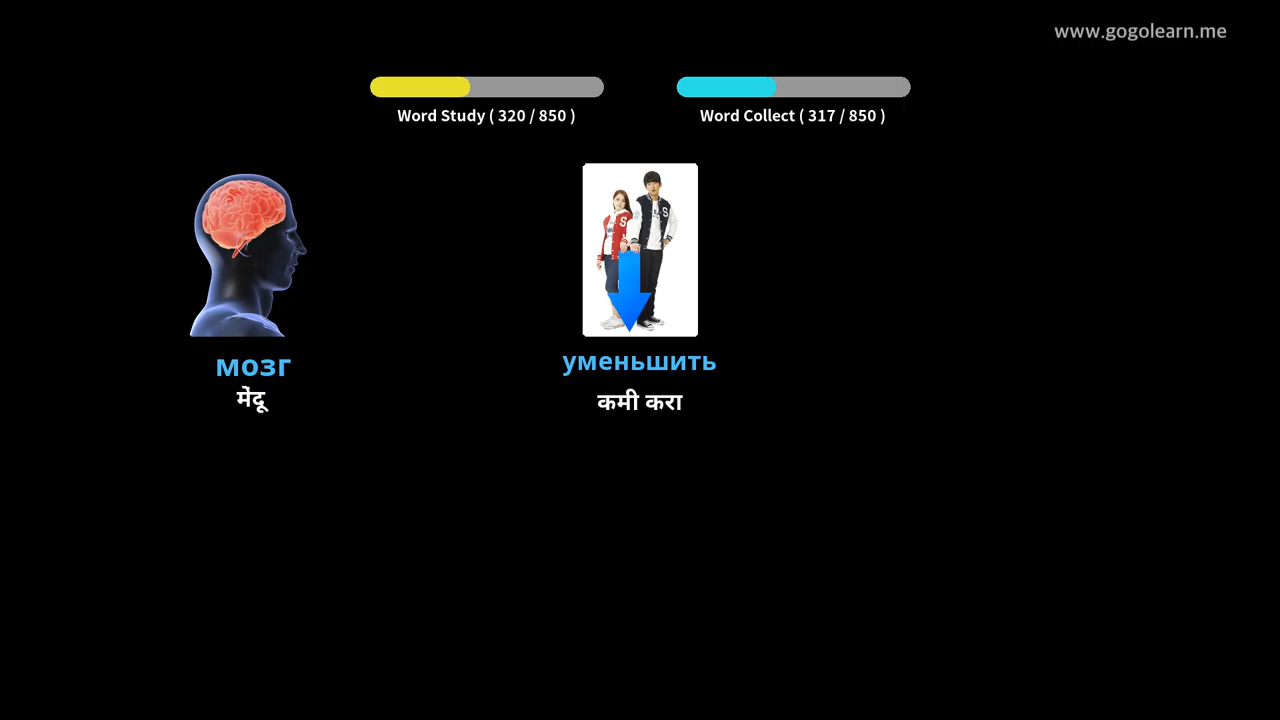 www.gogolearn.me
Word Study ( 320 / 850 )
Word Collect ( 317 / 850 )
S
S
мозг
मेंदू
уменьшить
कमी करा